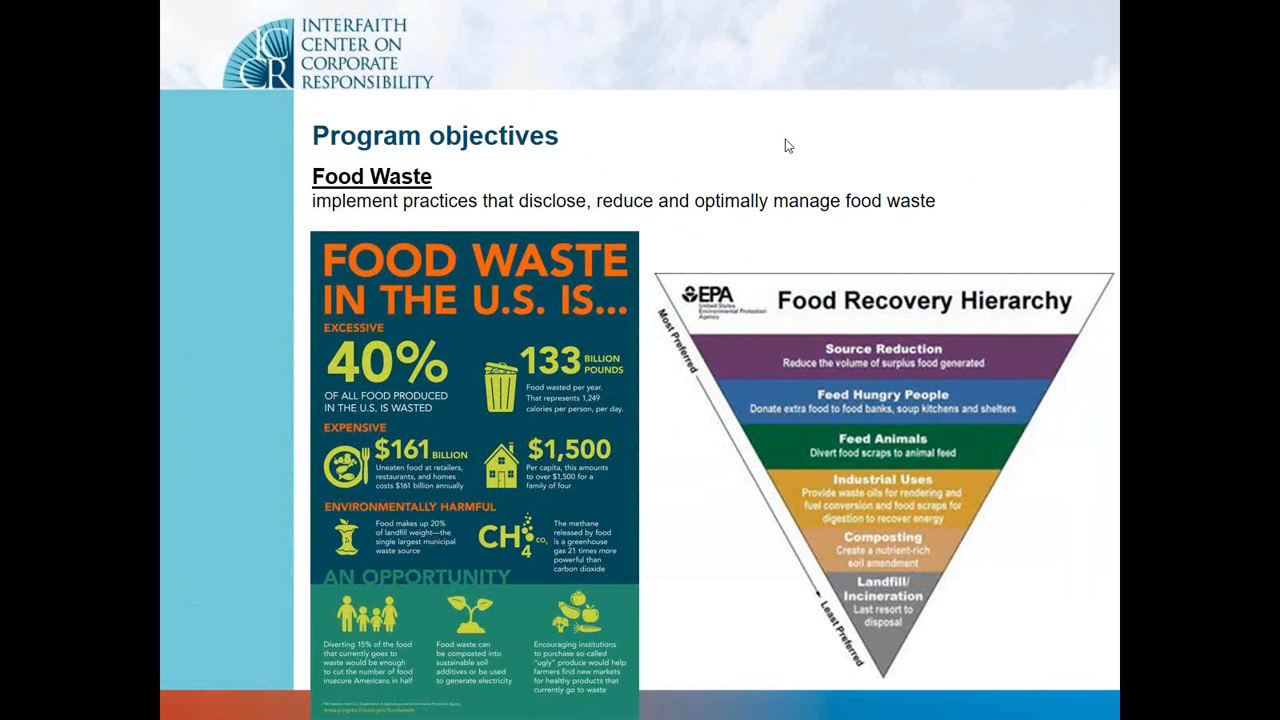 INTERFAITH
CENTER ON
CORPORATE
RESPONSIBILITY
Program objectives
Food Waste
implement practices that disclose, reduce and optimally manage food waste
FOOD WASTE
IN THE U.S. IS...
EXCESSIVE
40%
OF ALL FOOD PRODUCED
IN THE U.S. IS WASTED
133 BILLION
POUNDS
Food wasted per year.
That represents 1,249
calories per person, per day.
EXPENSIVE
$161 BILLION
Uneaten food at retailers,
restaurants, and homes
costs $161 billion annually
$1,500
Per capita, this amounts
to over $1,500 for a
family of four
ENVIRONMENTALLY HARMFUL
Food makes up 20%
of landfill weight—the
single largest municipal
waste source
CH4
CO2
The methane
released by food
is a greenhouse
gas 21 times more
powerful than
carbon dioxide
AN OPPORTUNITY
Diverting 15% of the food
that currently goes to
waste would be enough
to cut the number of food
insecure Americans in half
Food waste can
be composted into
sustainable soil
additives or be used
to generate electricity
Encouraging institutions
to purchase so-called
"ugly" produce would help
farmers find new markets
for healthy products that
currently go to waste
www.pingree.house.gov/foodwaste
EPA
United States
Environmental Protection
Agency
Food Recovery Hierarchy
Most Preferred
Source Reduction
Reduce the volume of surplus food generated
Feed Hungry People
Donate extra food to food banks, soup kitchens and shelters
Feed Animals
Divert food scraps to animal feed
Industrial Uses
Provide waste oils for rendering and
fuel conversion and food scraps for
digestion to recover energy
Composting
Create a nutrient-rich
soil amendment
Landfill/
Incineration
Last resort to
disposal
Least Preferred